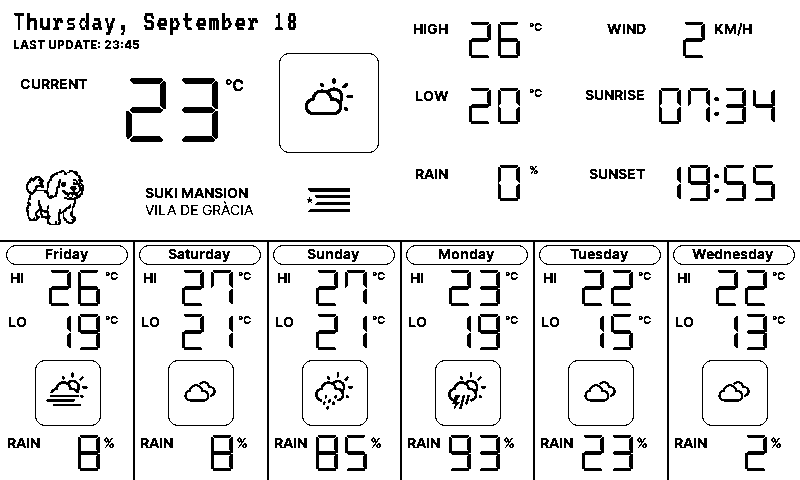 Thursday, September 18
LAST UPDATE: 23:45
CURRENT 23 °C
HIGH 26 °C
LOW 20 °C
RAIN 0 %
WIND 2 KM/H
SUNRISE 07:34
SUNSET 19:55
SUKI MANSION
VILA DE GRÀCIA
Friday
HI 26 °C
LO 19 °C
RAIN 8 %
Saturday
HI 27 °C
LO 21 °C
RAIN 8 %
Sunday
HI 27 °C
LO 21 °C
RAIN 85 %
Monday
HI 23 °C
LO 19 °C
RAIN 93 %
Tuesday
HI 22 °C
LO 15 °C
RAIN 23 %
Wednesday
HI 22 °C
LO 13 °C
RAIN 2 %